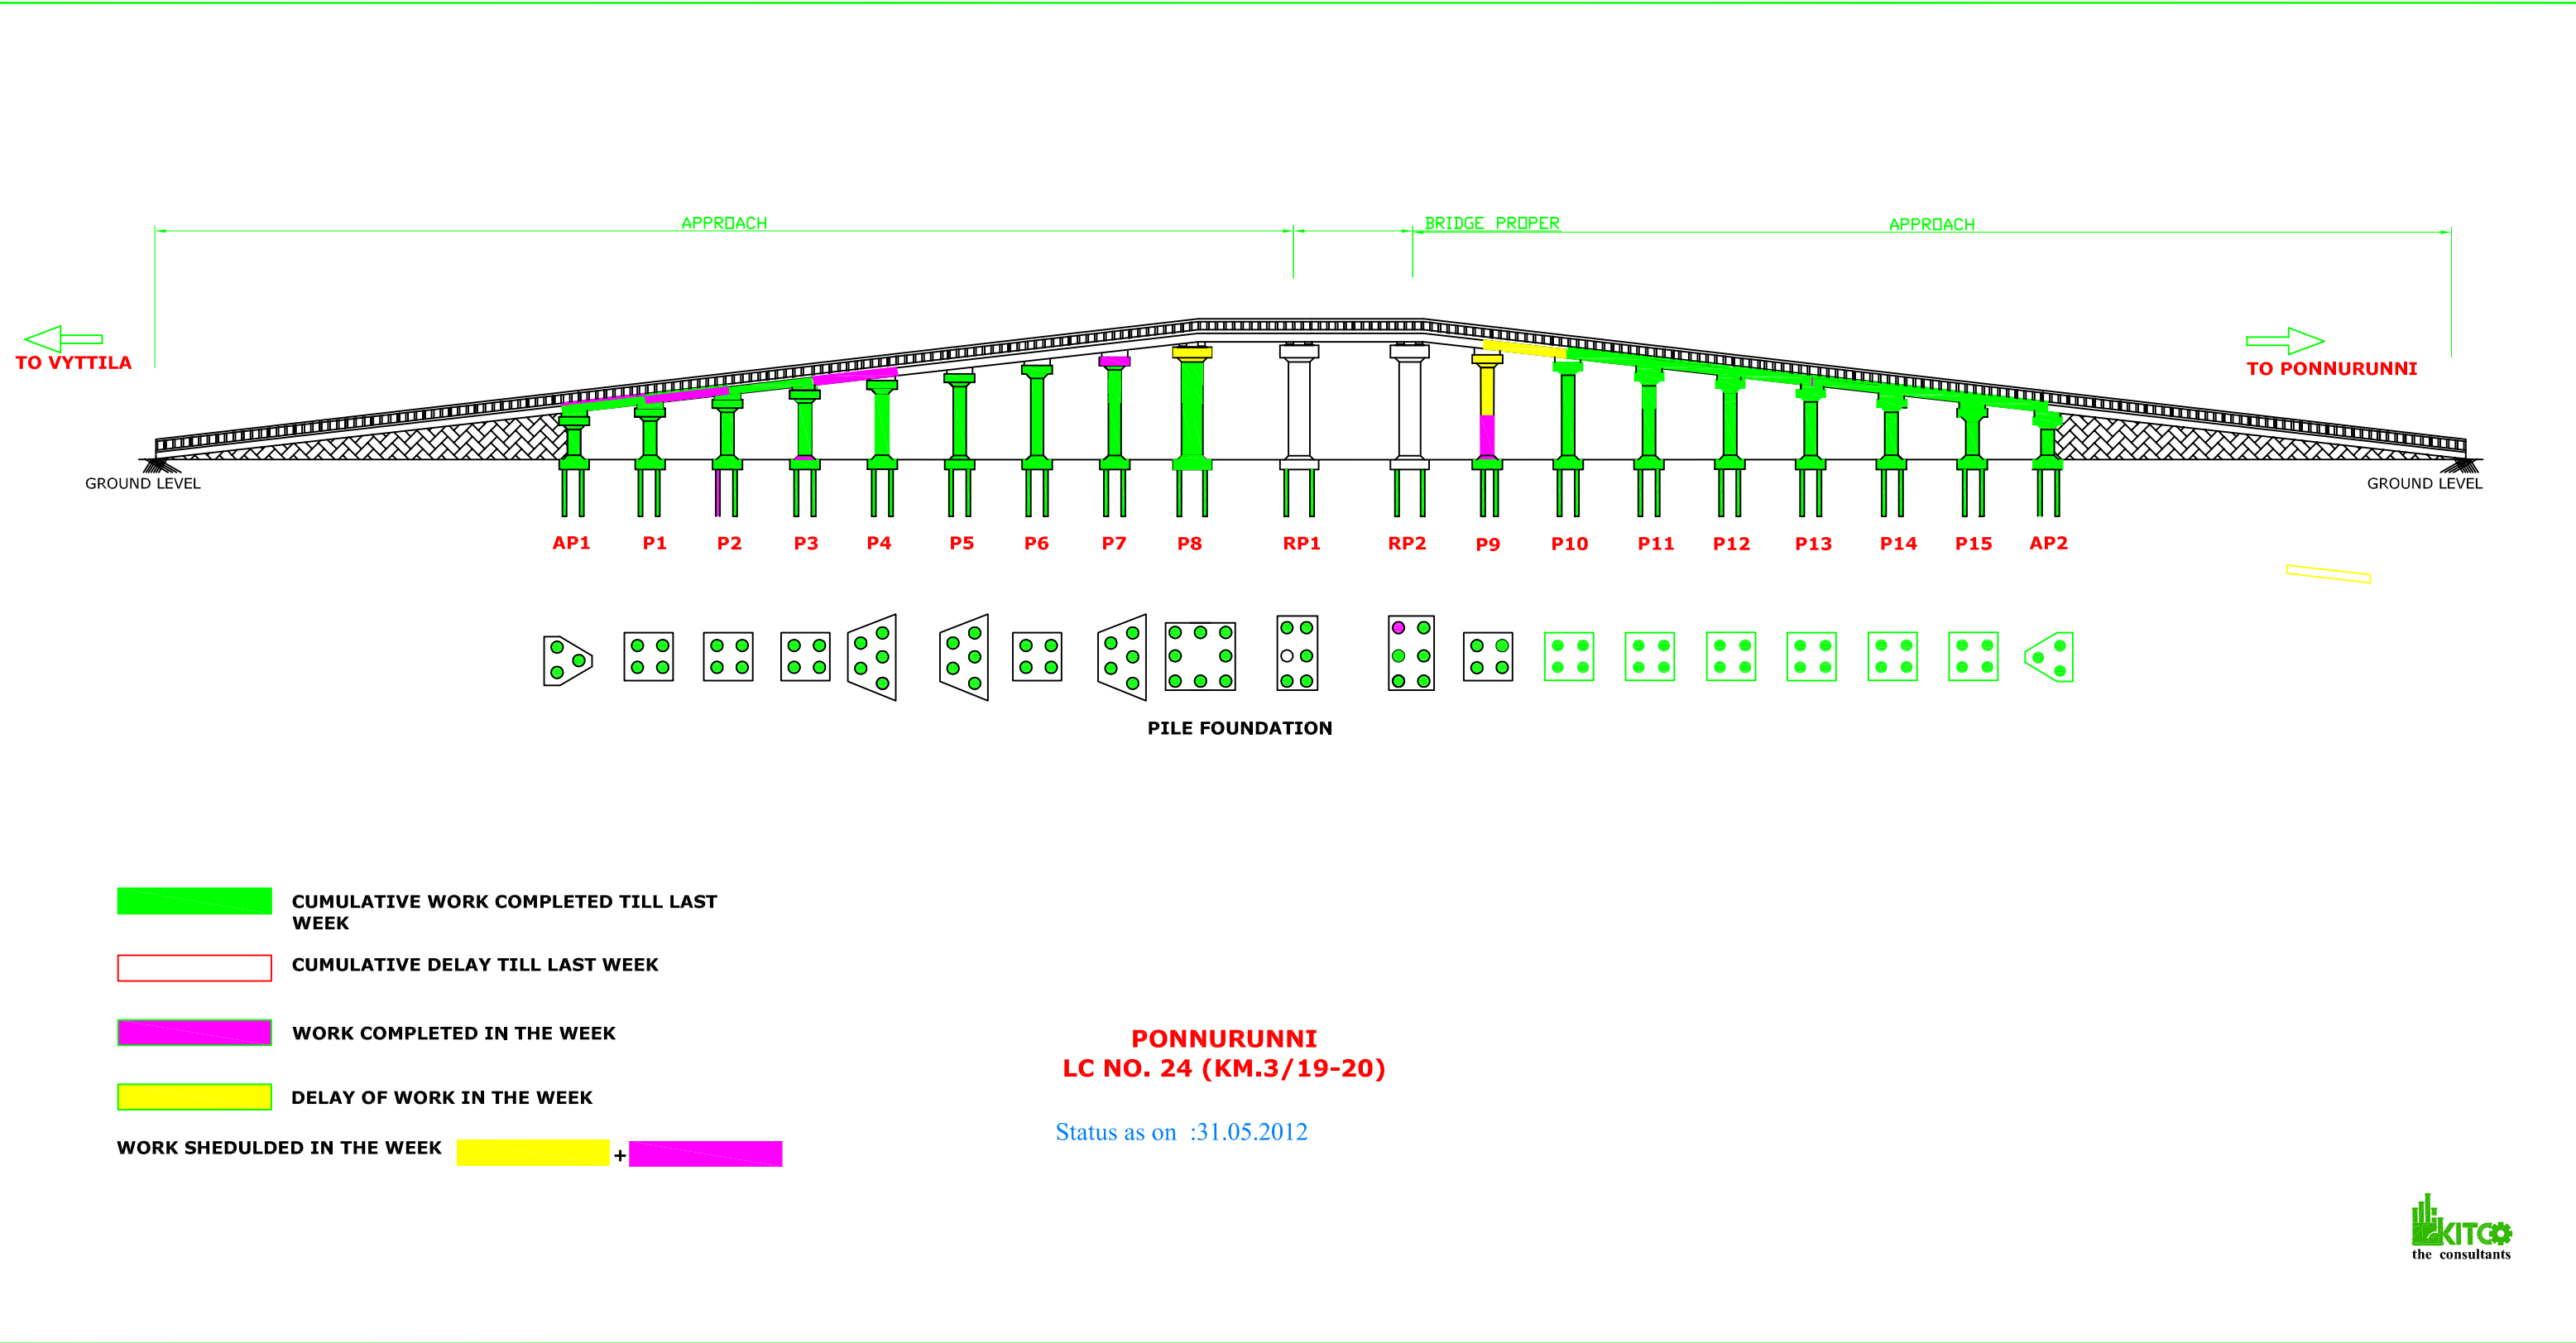 APPROACH BRIDGE PROPER APPROACH
TO VYTTILA
TO PONNURUNNI
GROUND LEVEL
GROUND LEVEL
AP1 P1 P2 P3 P4 P5 P6 P7 P8 RP1 RP2 P9 P10 P11 P12 P13 P14 P15 AP2
PILE FOUNDATION
CUMULATIVE WORK COMPLETED TILL LAST
WEEK
CUMULATIVE DELAY TILL LAST WEEK
WORK COMPLETED IN THE WEEK
DELAY OF WORK IN THE WEEK
WORK SHEDULDED IN THE WEEK +
PONNURUNNI
LC NO. 24 (KM.3/19-20)
Status as on :31.05.2012
KITCO
the consultants